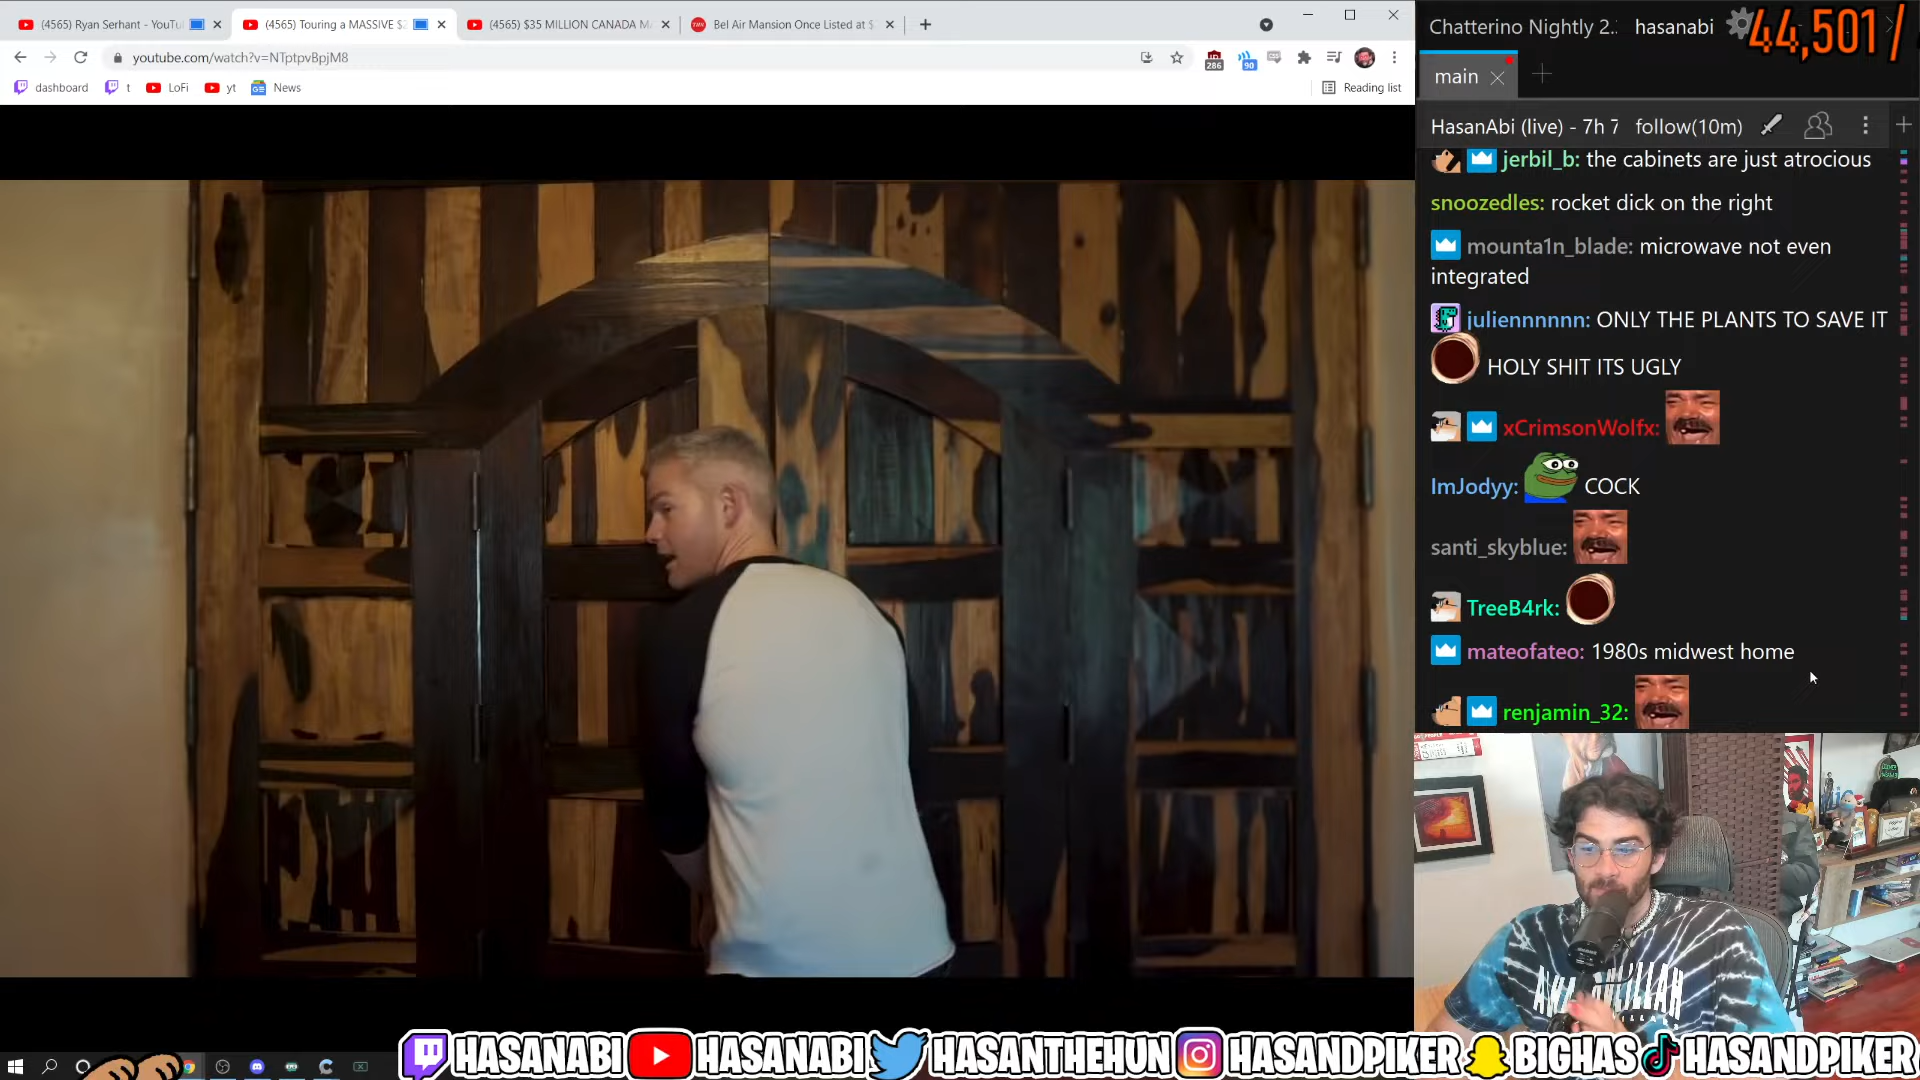 (4565) Ryan Serhant - YouTu
(4565) Touring a MASSIVE $
(4565) $35 MILLION CANADA M
Bel Air Mansion Once Listed at $
youtube.com/watch?v=NTptpvBpjM8
286
90
dashboard
t
LoFi
yt
News
Reading list
Chatterino Nightly 2.
hasanabi
44,501 /
main
HasanAbi (live) - 7h 7
follow(10m)
jerbil_b: the cabinets are just atrocious
snoozedles: rocket dick on the right
mounta1n_blade: microwave not even
integrated
juliennnnnn: ONLY THE PLANTS TO SAVE IT
HOLY SHIT ITS UGLY
xCrimsonWolfx:
ImJodyy: COCK
santi_skyblue:
TreeB4rk:
mateofateo: 1980s midwest home
renjamin_32:
HASANABI
HASANABI
HASANTHEHUN
HASANDPIKER
BIGHAS
HASANDPIKER